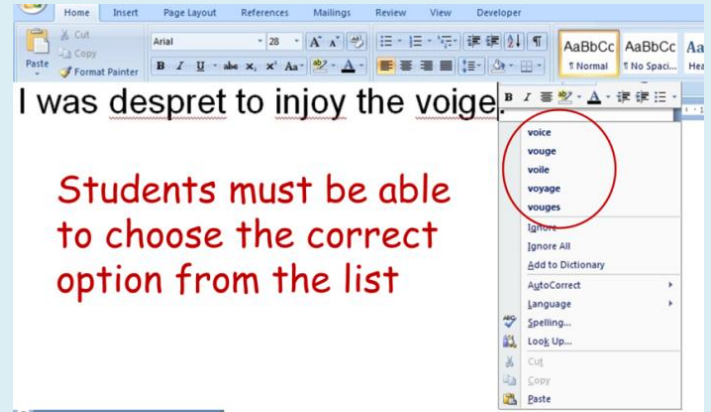 Home Insert Page Layout References Mailings Review View Developer
Cut
Copy
Format Painter
Paste
Arial 28
AaBbCc AaBbCc Aa
¶ Normal ¶ No Spaci... Hea
I was despret to injoy the voige.
Students must be able
to choose the correct
option from the list
voice
vouge
voile
voyage
vouges
Ignore
Ignore All
Add to Dictionary
AutoCorrect
Language
Spelling...
Look Up...
Cut
Copy
Paste